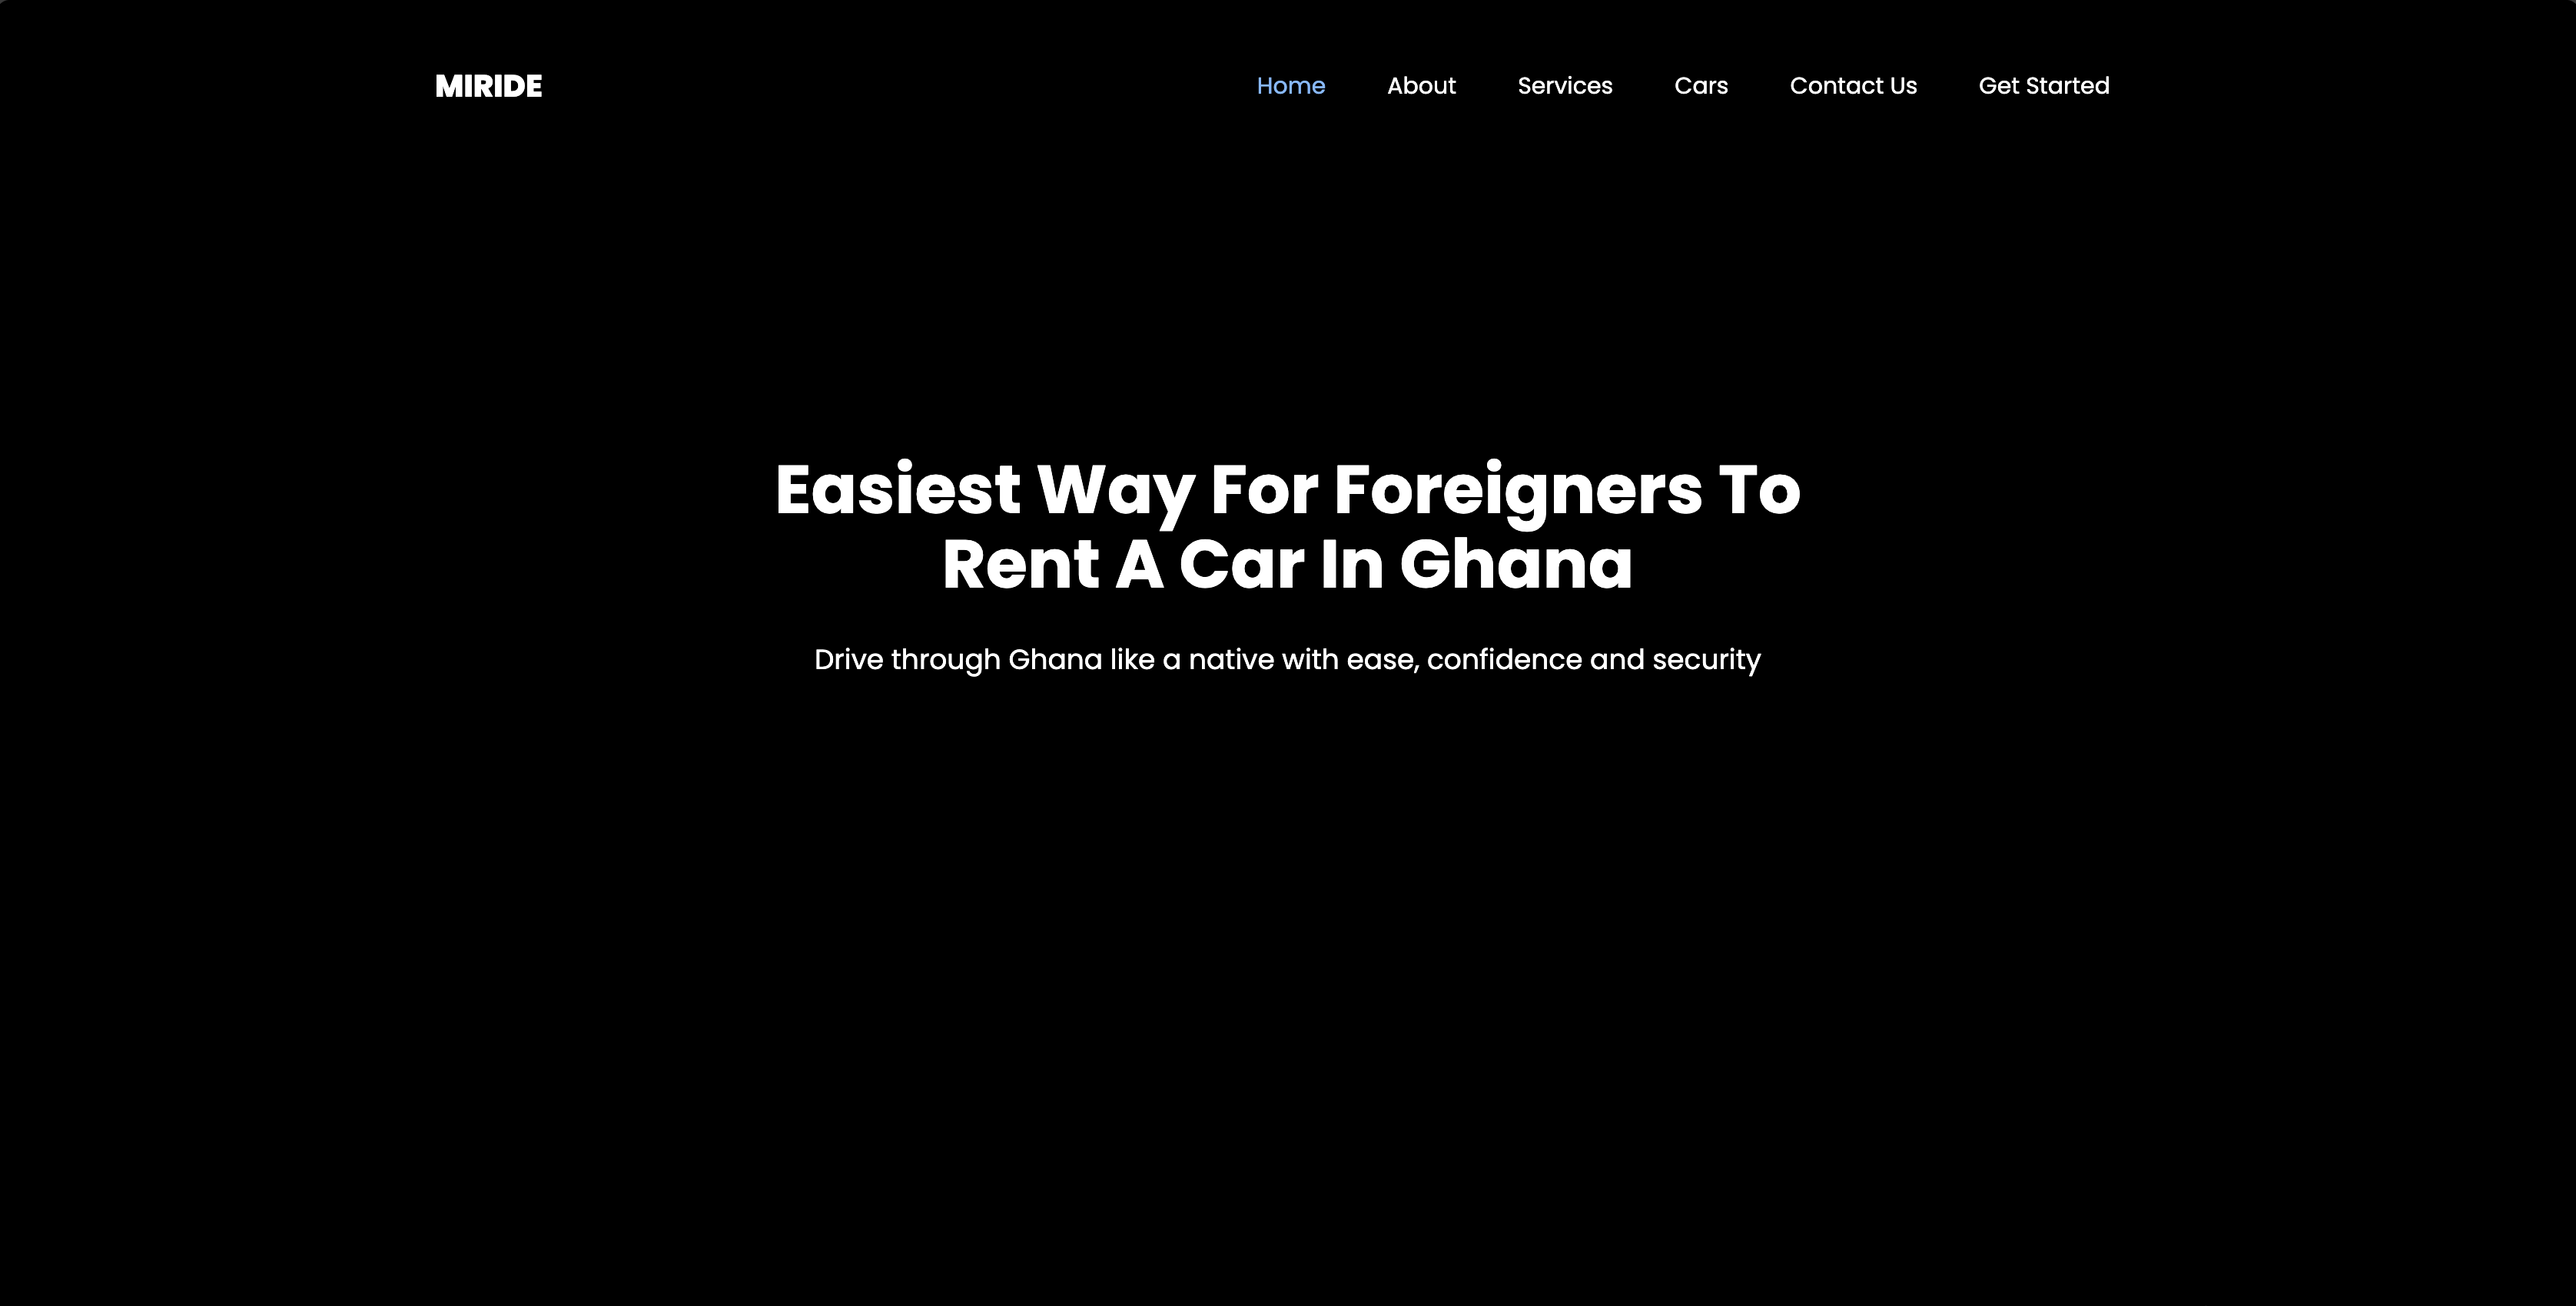 MIRIDE
Home About Services Cars Contact Us Get Started
Easiest Way For Foreigners To
Rent A Car In Ghana
Drive through Ghana like a native with ease, confidence and security